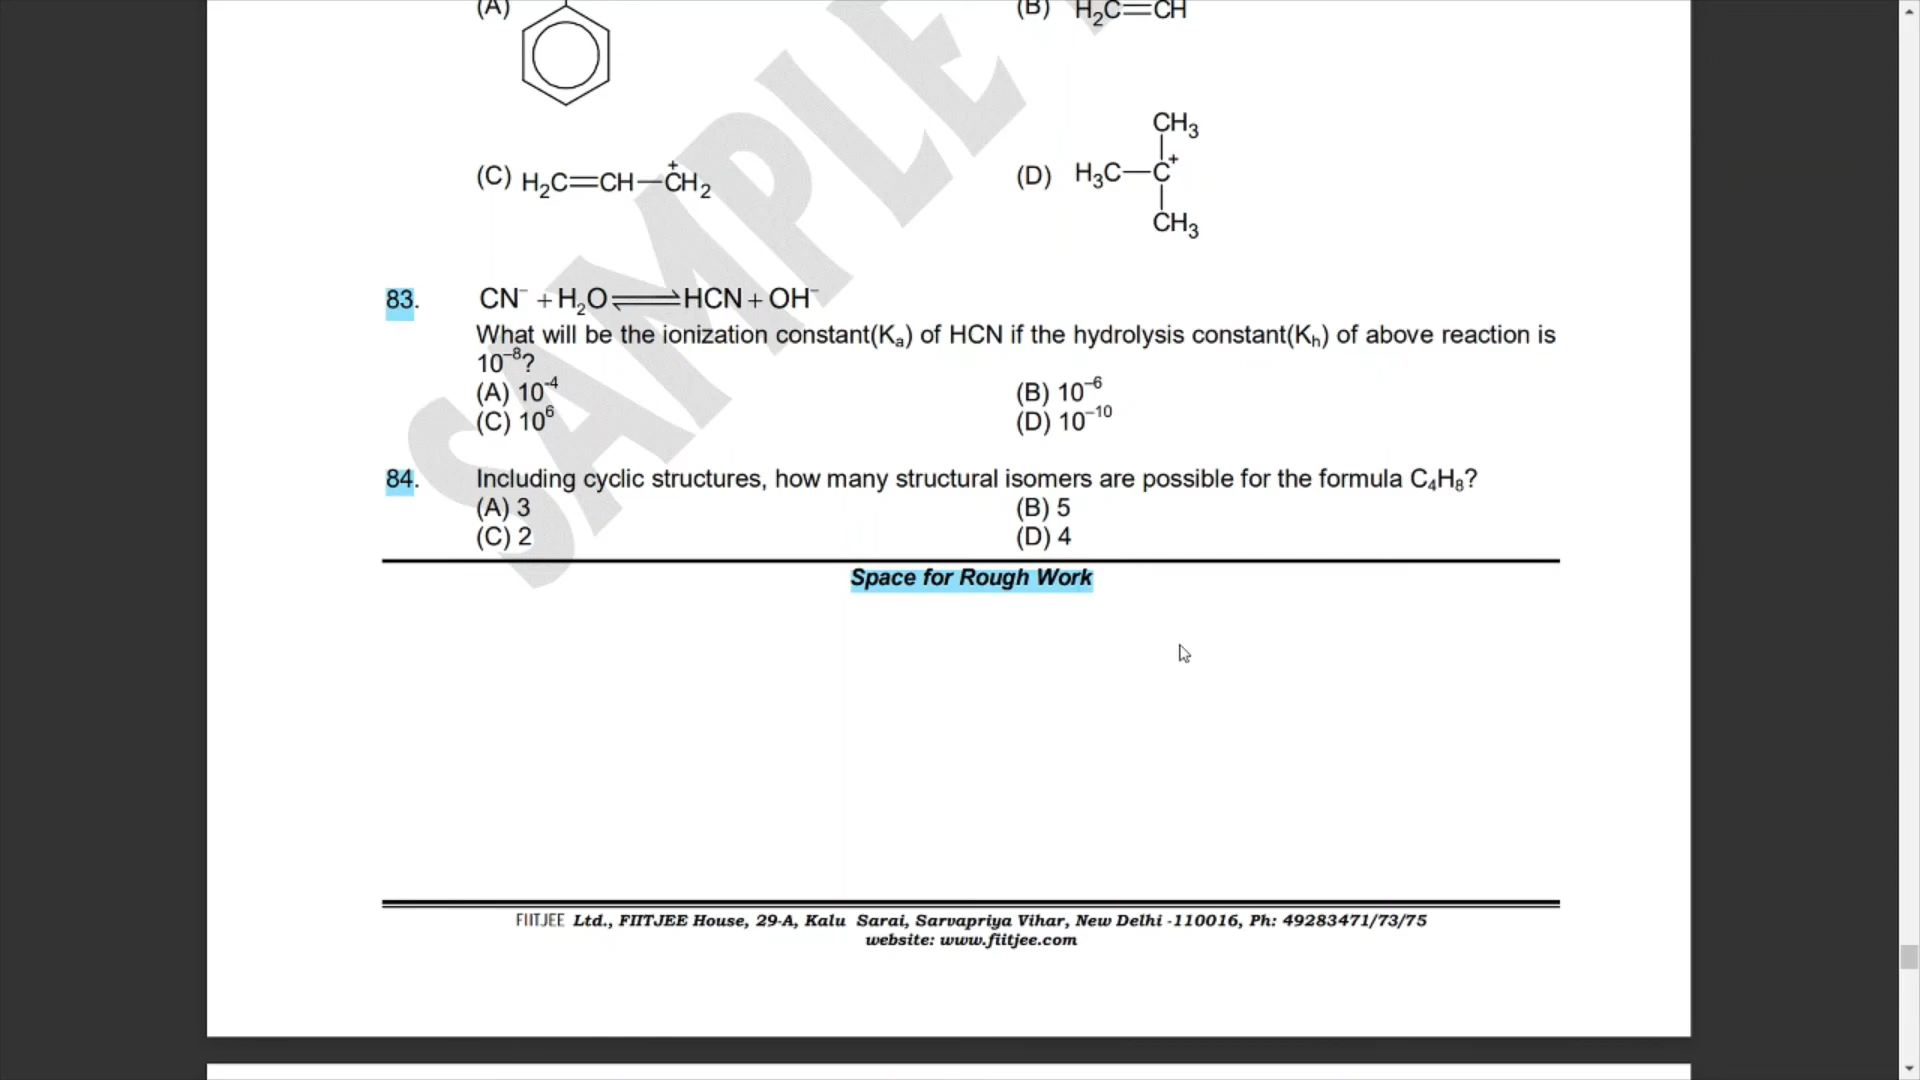 (A)
(B) H₂C=CH
CH₃
(C) H₂C=CH—C⁺H₂
(D) H₃C—C⁺
CH₃
83. CN⁻ + H₂O ⇌ HCN + OH⁻
What will be the ionization constant(Kₐ) of HCN if the hydrolysis constant(Kₕ) of above reaction is
10⁻⁸?
(A) 10⁻⁴
(B) 10⁻⁶
(C) 10⁶
(D) 10⁻¹⁰
84. Including cyclic structures, how many structural isomers are possible for the formula C₄H₈?
(A) 3
(B) 5
(C) 2
(D) 4
SAMPLE
Space for Rough Work
FIITJEE Ltd., FIITJEE House, 29-A, Kalu Sarai, Sarvapriya Vihar, New Delhi -110016, Ph: 49283471/73/75
website: www.fiitjee.com